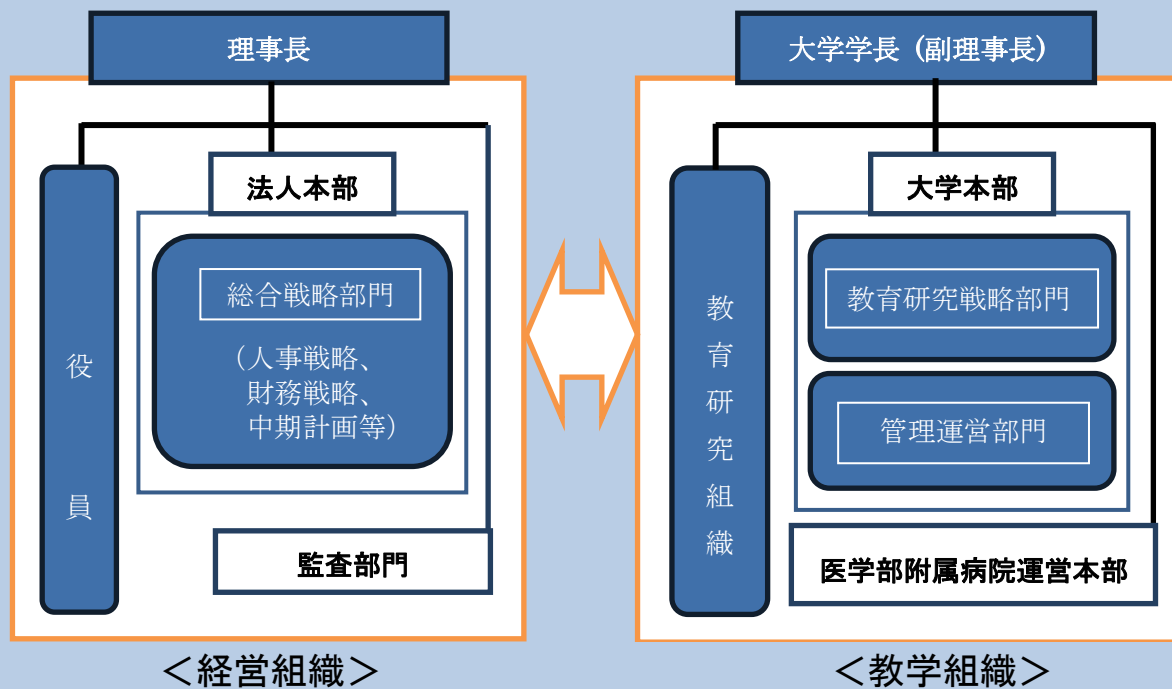 理事長
役員
法人本部
総合戦略部門
（人事戦略、
財務戦略、
中期計画等）
監査部門
＜経営組織＞
大学学長（副理事長）
教育研究組織
大学本部
教育研究戦略部門
管理運営部門
医学部附属病院運営本部
＜教学組織＞